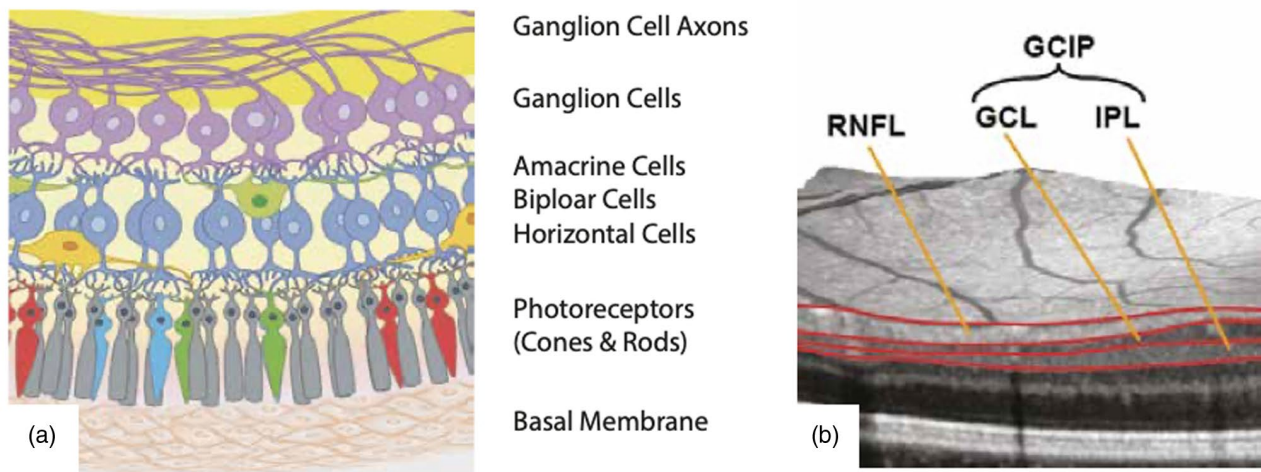 Ganglion Cell Axons
Ganglion Cells
Amacrine Cells
Biploar Cells
Horizontal Cells
Photoreceptors
(Cones & Rods)
Basal Membrane
(a)
GCIP
RNFL
GCL
IPL
(b)